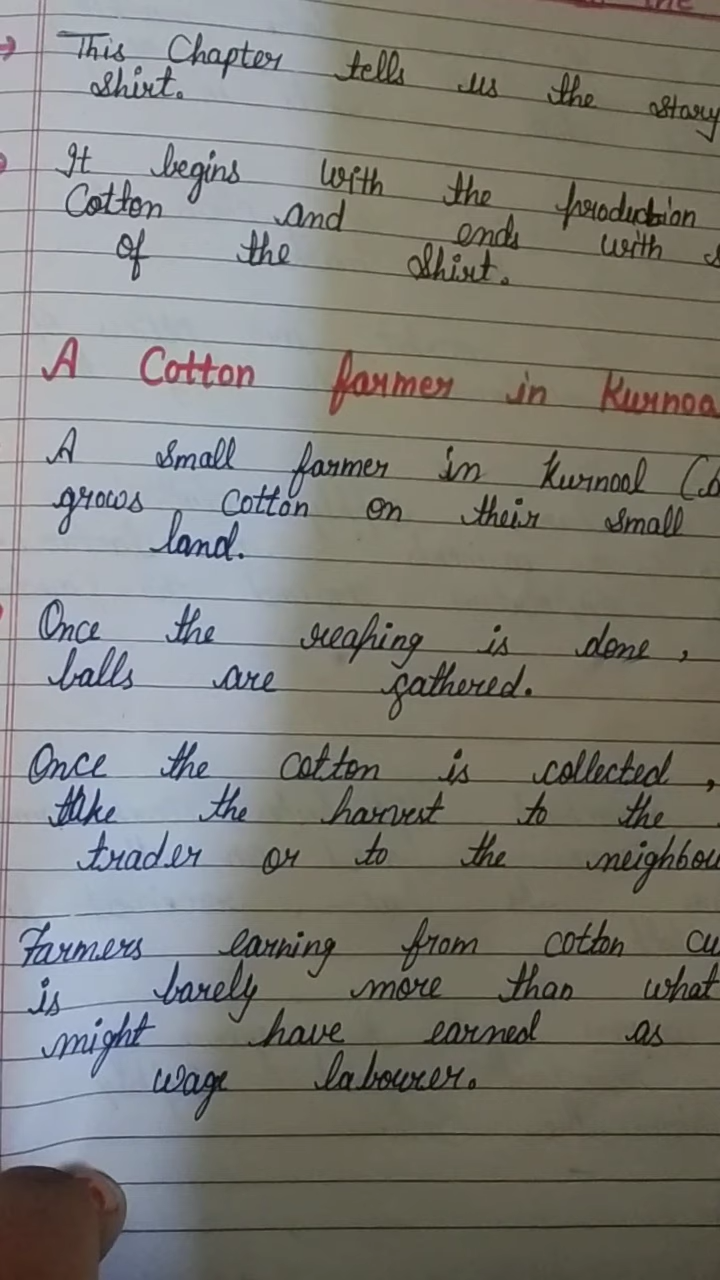 the
This Chapter tells us the story
shirt.
It begins with the production
Cotton and ends with
of the shirt.
A Cotton farmer in Kurnoo
A small farmer in Kurnool
grows cotton on their small
land.
Once the reaping is done,
balls are gathered.
Once the cotton is collected,
take the harvest to the
trader or to the neighbou
Farmers earning from cotton cu
is barely more than what
might have earned as
wage labourer.